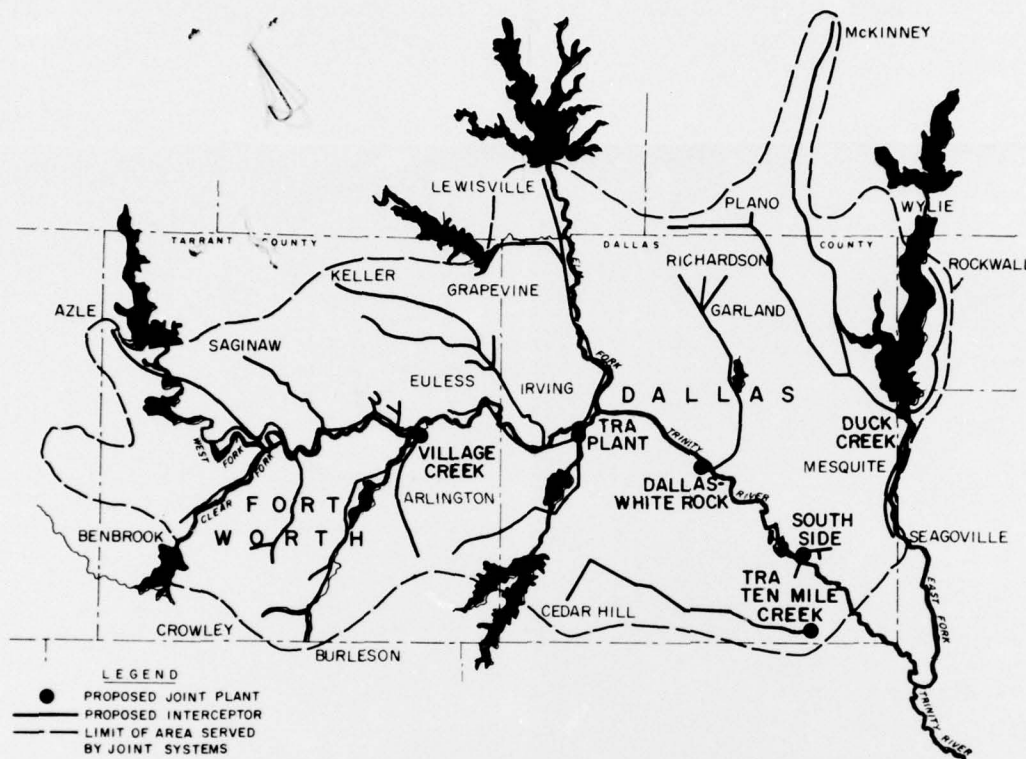 McKINNEY
LEWISVILLE
PLANO
WYLIE
TARRANT COUNTY
DALLAS COUNTY
KELLER
GRAPEVINE
ELM
RICHARDSON
ROCKWALL
AZLE
GARLAND
SAGINAW
EULESS
IRVING
FORK
DALLAS
TRA
PLANT
TRINITY
DUCK
CREEK
WEST
FORK
CLEAR
FORK
VILLAGE
CREEK
MESQUITE
DALLAS-
WHITE ROCK
RIVER
ARLINGTON
FORT
WORTH
BENBROOK
SOUTH
SIDE
SEAGOVILLE
TRA
TEN MILE
CREEK
EAST
FORK
CEDAR HILL
CROWLEY
BURLESON
TRINITY RIVER
LEGEND
PROPOSED JOINT PLANT
PROPOSED INTERCEPTOR
LIMIT OF AREA SERVED
BY JOINT SYSTEMS